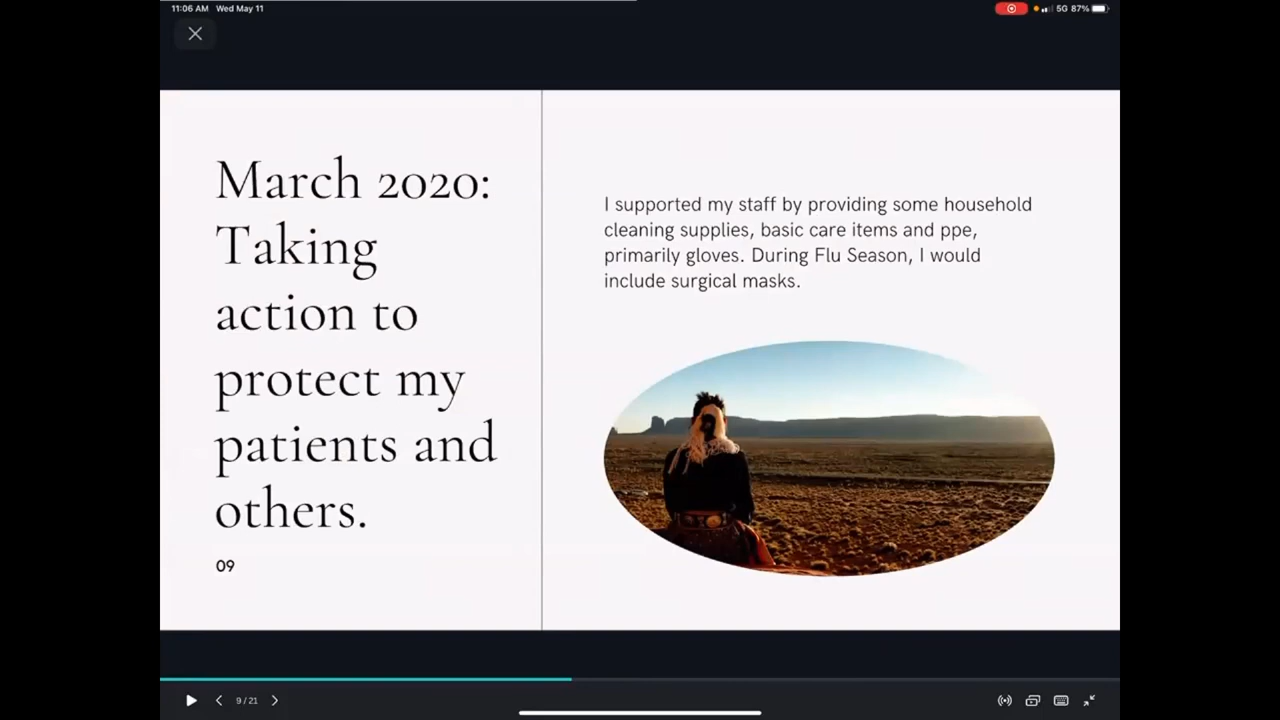 11:06 AM Wed May 11
5G 87%
March 2020:
Taking
action to
protect my
patients and
others.
09
I supported my staff by providing some household
cleaning supplies, basic care items and ppe,
primarily gloves. During Flu Season, I would
include surgical masks.
9 / 21